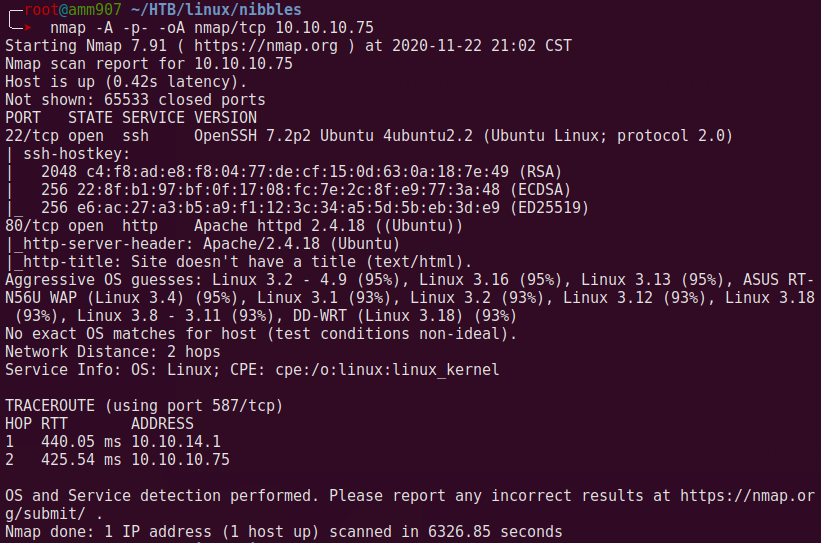 root@amm907 ~/HTB/linux/nibbles
nmap -A -p- -oA nmap/tcp 10.10.10.75
Starting Nmap 7.91 ( https://nmap.org ) at 2020-11-22 21:02 CST
Nmap scan report for 10.10.10.75
Host is up (0.42s latency).
Not shown: 65533 closed ports
PORT   STATE SERVICE VERSION
22/tcp open  ssh     OpenSSH 7.2p2 Ubuntu 4ubuntu2.2 (Ubuntu Linux; protocol 2.0)
| ssh-hostkey:
|   2048 c4:f8:ad:e8:f8:04:77:de:cf:15:0d:63:0a:18:7e:49 (RSA)
|   256 22:8f:b1:97:bf:0f:17:08:fc:7e:2c:8f:e9:77:3a:48 (ECDSA)
|_  256 e6:ac:27:a3:b5:a9:f1:12:3c:34:a5:5d:5b:eb:3d:e9 (ED25519)
80/tcp open  http    Apache httpd 2.4.18 ((Ubuntu))
|_http-server-header: Apache/2.4.18 (Ubuntu)
|_http-title: Site doesn't have a title (text/html).
Aggressive OS guesses: Linux 3.2 - 4.9 (95%), Linux 3.16 (95%), Linux 3.13 (95%), ASUS RT-
N56U WAP (Linux 3.4) (95%), Linux 3.1 (93%), Linux 3.2 (93%), Linux 3.12 (93%), Linux 3.18
 (93%), Linux 3.8 - 3.11 (93%), DD-WRT (Linux 3.18) (93%)
No exact OS matches for host (test conditions non-ideal).
Network Distance: 2 hops
Service Info: OS: Linux; CPE: cpe:/o:linux:linux_kernel

TRACEROUTE (using port 587/tcp)
HOP RTT       ADDRESS
1   440.05 ms 10.10.14.1
2   425.54 ms 10.10.10.75

OS and Service detection performed. Please report any incorrect results at https://nmap.or
g/submit/ .
Nmap done: 1 IP address (1 host up) scanned in 6326.85 seconds